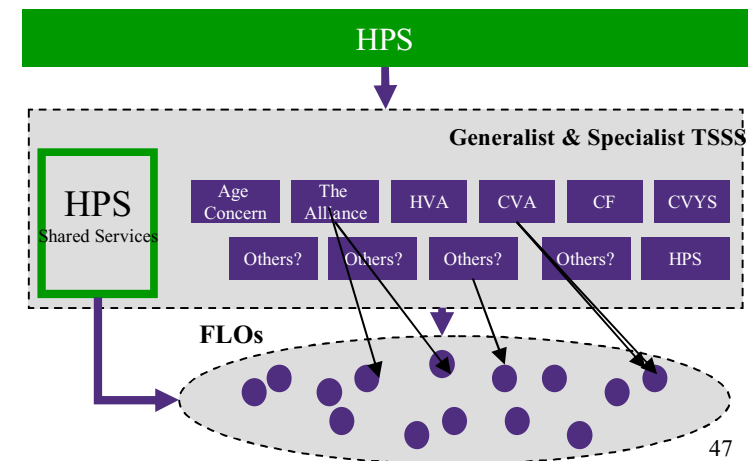 HPS
Generalist & Specialist TSSS
HPS
Shared Services
Age
Concern
The
Alliance
HVA
CVA
CF
CVYS
Others?
Others?
Others?
Others?
HPS
FLOs
47